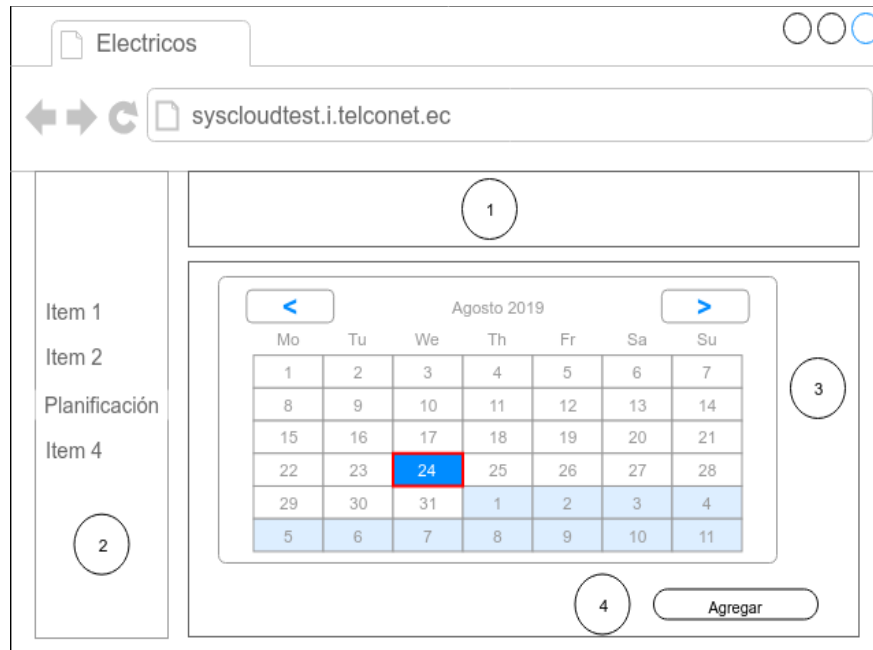 Electricos
syscloudtest.i.telconet.ec
1
Item 1
Item 2
Planificación
Item 4
2
< Agosto 2019 >
Mo Tu We Th Fr Sa Su
1 2 3 4 5 6 7
8 9 10 11 12 13 14
15 16 17 18 19 20 21
22 23 24 25 26 27 28
29 30 31 1 2 3 4
5 6 7 8 9 10 11
3
4 Agregar